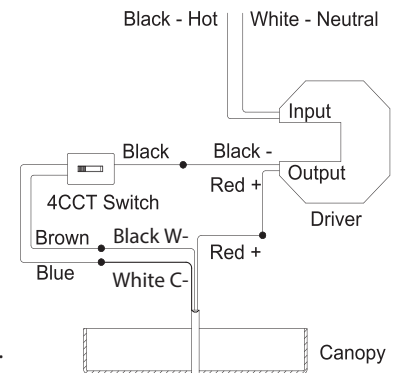 Black - Hot
White - Neutral
Input
Black
Black -
Output
Red +
4CCT Switch
Driver
Brown
Black W-
Red +
Blue
White C-
Canopy
.